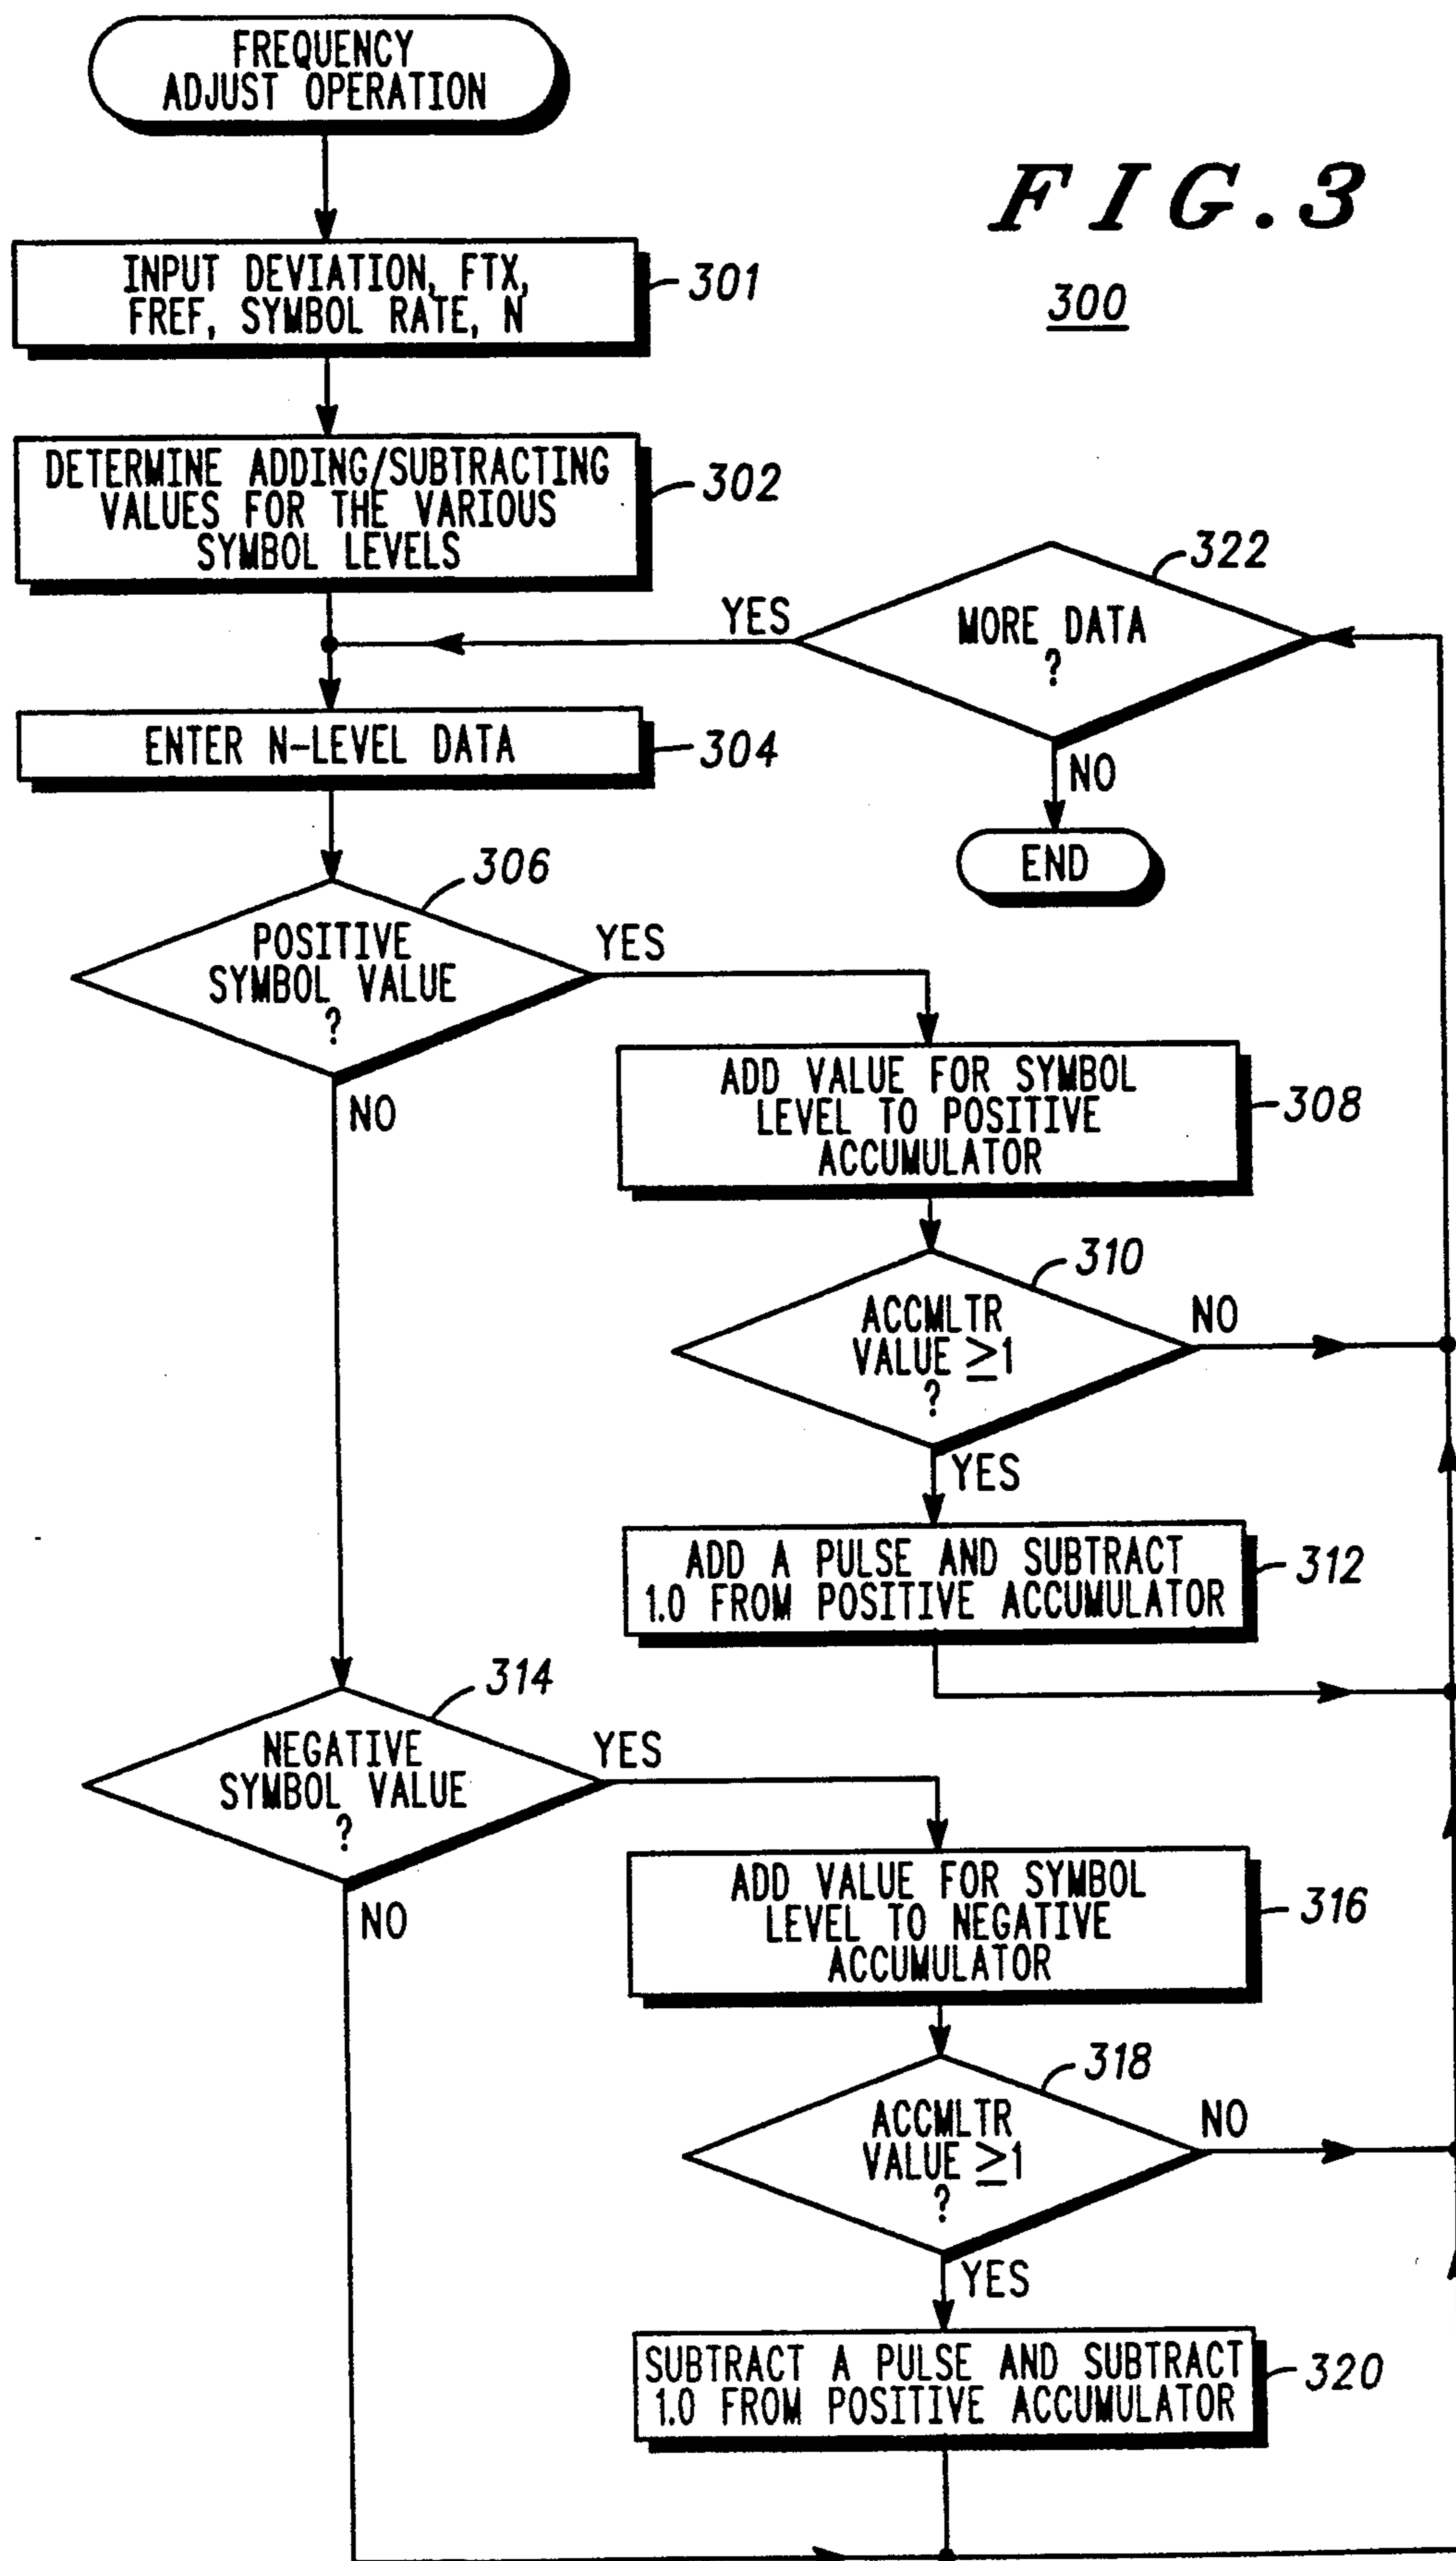 FREQUENCY
ADJUST OPERATION
FIG.3
300
INPUT DEVIATION, FTX,
FREF, SYMBOL RATE, N
301
DETERMINE ADDING/SUBTRACTING
VALUES FOR THE VARIOUS
SYMBOL LEVELS
302
322
MORE DATA
?
YES
NO
END
ENTER N-LEVEL DATA
304
306
POSITIVE
SYMBOL VALUE
?
YES
NO
ADD VALUE FOR SYMBOL
LEVEL TO POSITIVE
ACCUMULATOR
308
310
ACCMLTR
VALUE ≥1
?
NO
YES
ADD A PULSE AND SUBTRACT
1.0 FROM POSITIVE ACCUMULATOR
312
314
NEGATIVE
SYMBOL VALUE
?
YES
NO
ADD VALUE FOR SYMBOL
LEVEL TO NEGATIVE
ACCUMULATOR
316
318
ACCMLTR
VALUE ≥1
?
NO
YES
SUBTRACT A PULSE AND SUBTRACT
1.0 FROM POSITIVE ACCUMULATOR
320